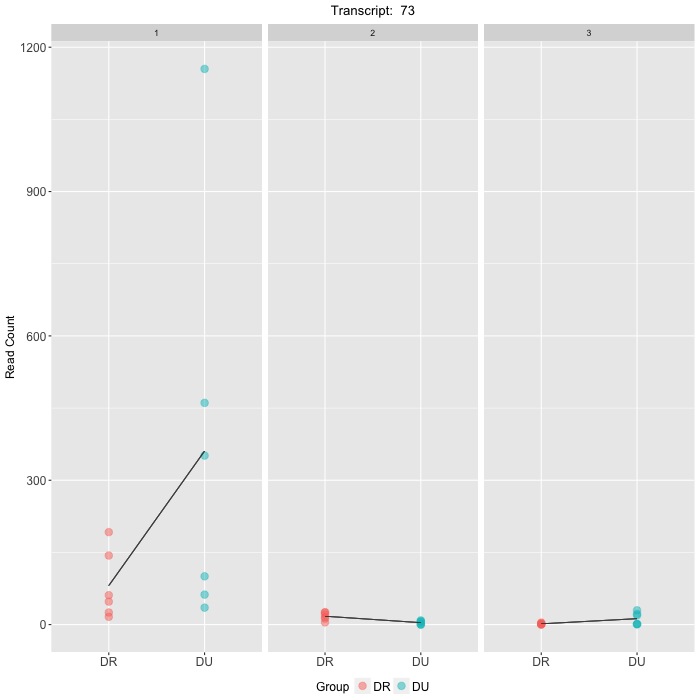 Transcript: 73
1 2 3
1200
900
600
300
0
Read Count
DR DU DR DU DR DU
Group DR DU